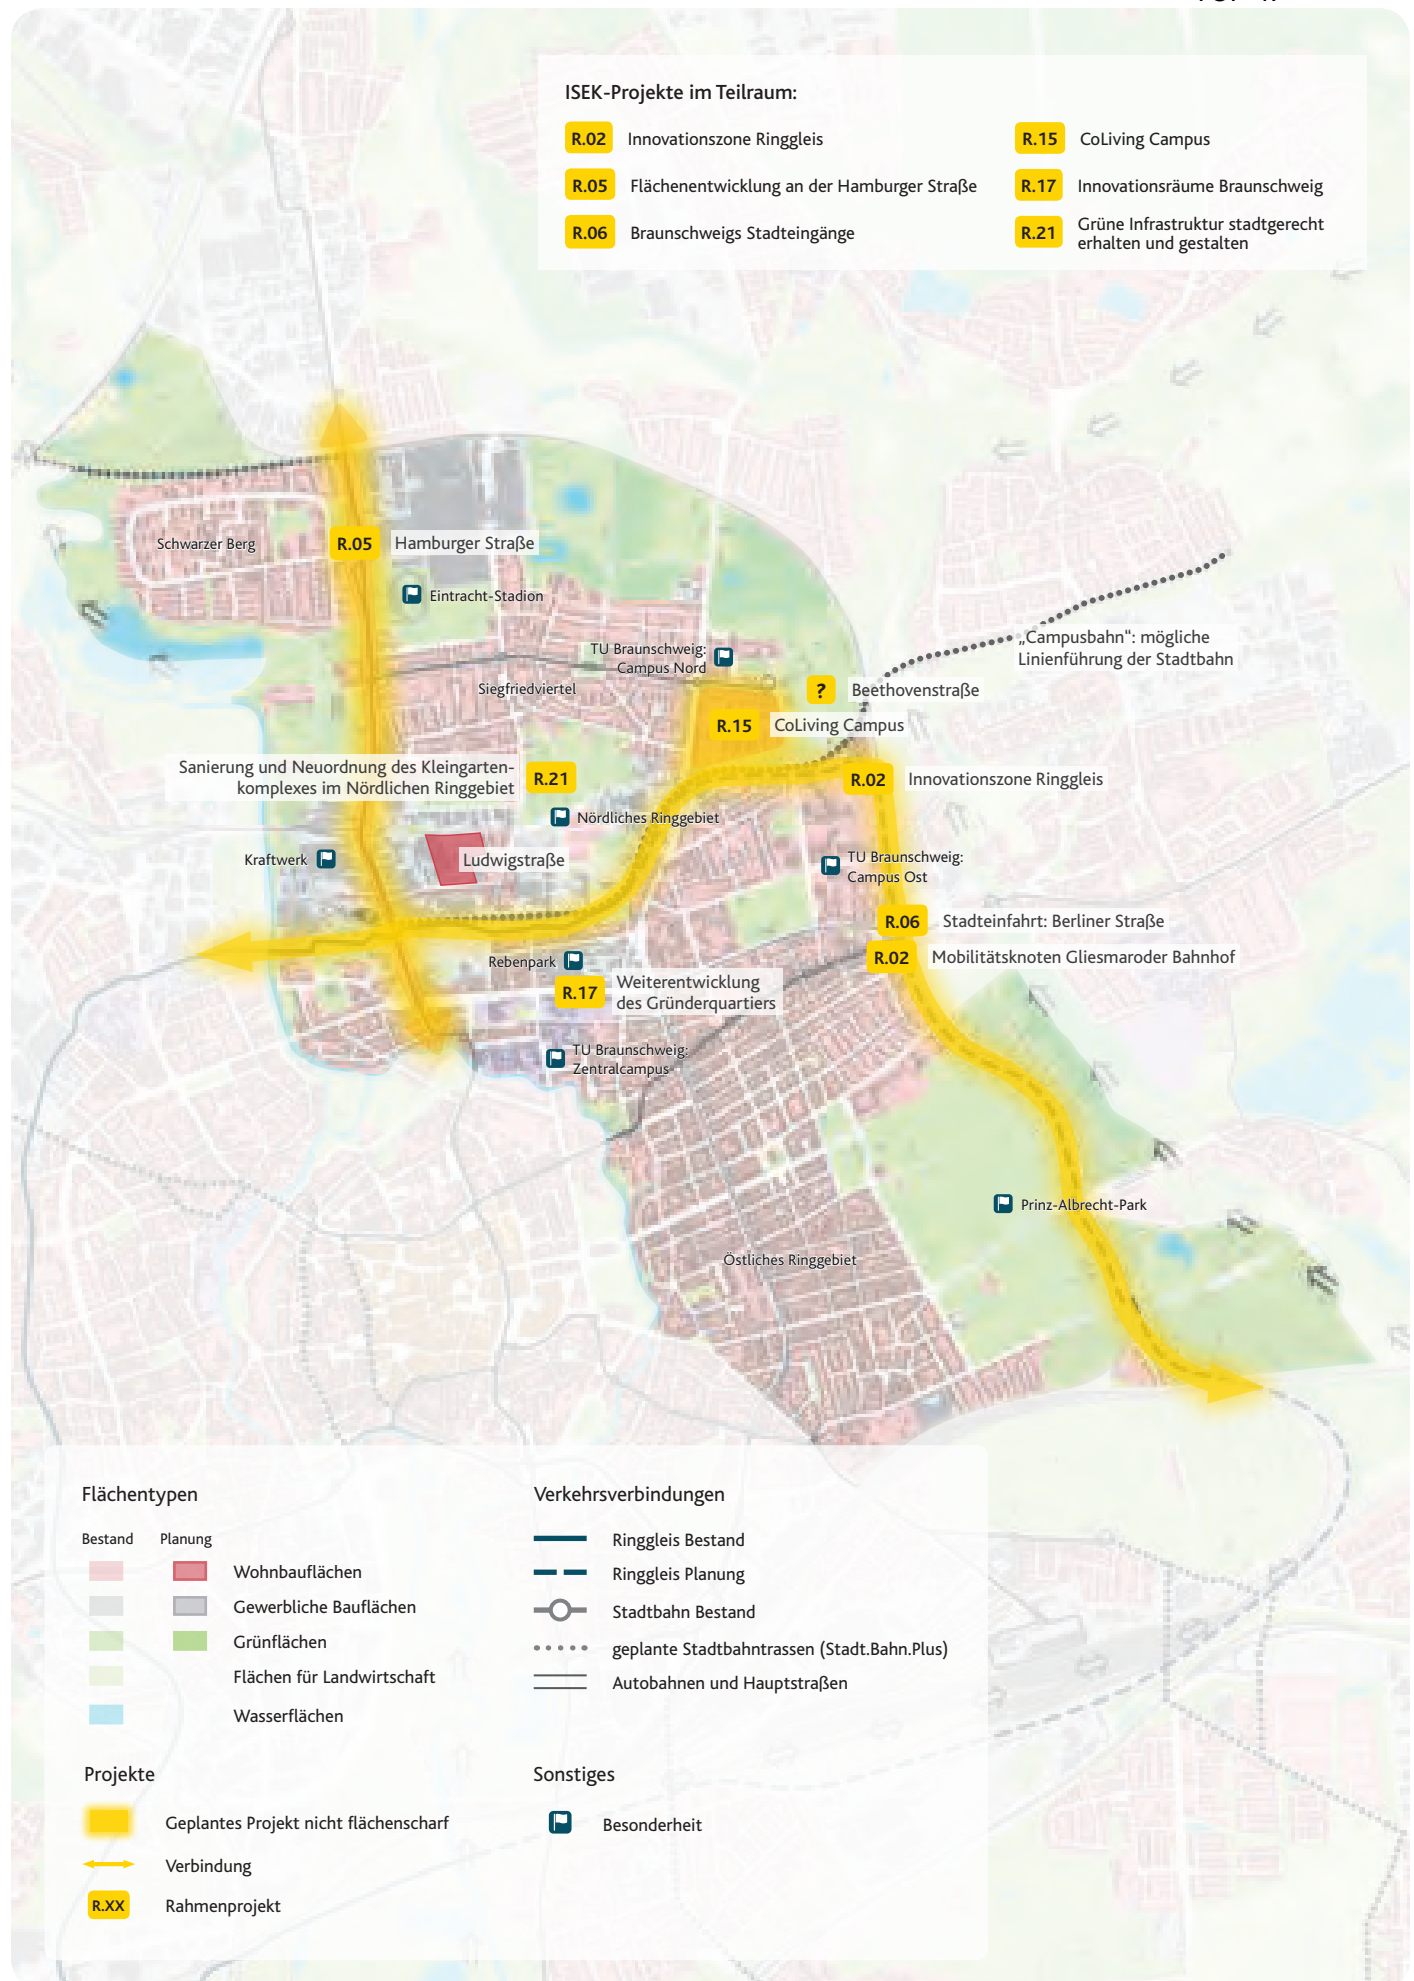 ISEK-Projekte im Teilraum:
R.02 Innovationszone Ringgleis
R.05 Flächenentwicklung an der Hamburger Straße
R.06 Braunschweigs Stadteingänge
R.15 CoLiving Campus
R.17 Innovationsräume Braunschweig
R.21 Grüne Infrastruktur stadtgerecht
erhalten und gestalten
Schwarzer Berg
R.05 Hamburger Straße
Eintracht-Stadion
„Campusbahn“: mögliche
Linienführung der Stadtbahn
TU Braunschweig:
Campus Nord
Siegfriedviertel
? Beethovenstraße
R.15 CoLiving Campus
Sanierung und Neuordnung des Kleingarten-
komplexes im Nördlichen Ringgebiet
R.21
R.02 Innovationszone Ringgleis
Nördliches Ringgebiet
Kraftwerk
Ludwigstraße
TU Braunschweig:
Campus Ost
R.06 Stadteinfahrt: Berliner Straße
R.02 Mobilitätsknoten Gliesmaroder Bahnhof
Rebenpark
R.17 Weiterentwicklung
des Gründerquartiers
TU Braunschweig:
Zentralcampus
Prinz-Albrecht-Park
Östliches Ringgebiet
Flächentypen
Bestand Planung
Wohnbauflächen
Gewerbliche Bauflächen
Grünflächen
Flächen für Landwirtschaft
Wasserflächen
Verkehrsverbindungen
Ringgleis Bestand
Ringgleis Planung
Stadtbahn Bestand
geplante Stadtbahntrassen (Stadt.Bahn.Plus)
Autobahnen und Hauptstraßen
Projekte
Geplantes Projekt nicht flächenscharf
Verbindung
R.XX Rahmenprojekt
Sonstiges
Besonderheit